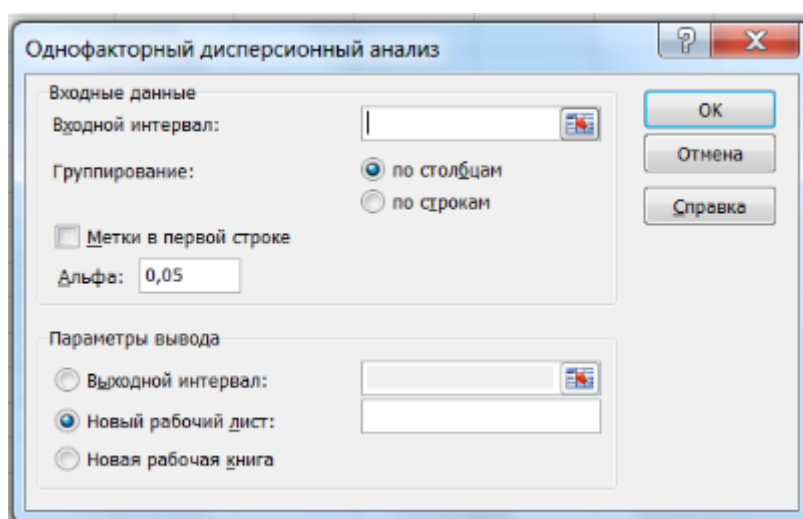 Однофакторный дисперсионный анализ
?
X
Входные данные
Входной интервал:
ОК
Группирование:
по столбцам
Отмена
по строкам
Справка
Метки в первой строке
Альфа: 0,05
Параметры вывода
Выходной интервал:
Новый рабочий лист:
Новая рабочая книга